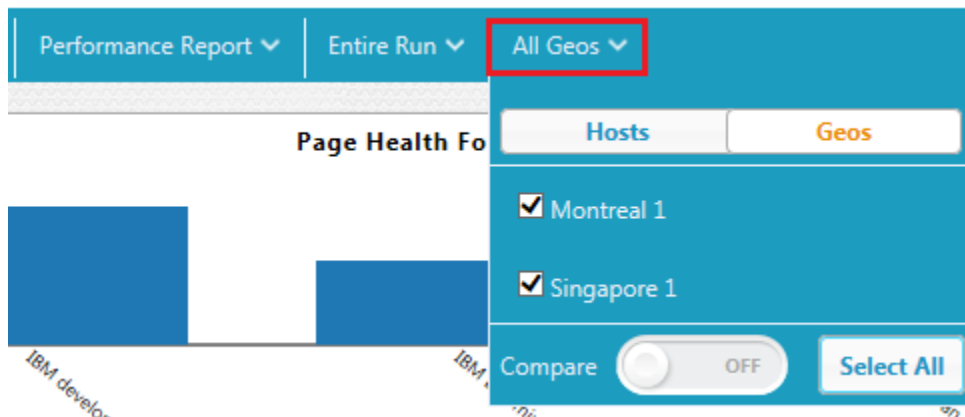 Performance Report Entire Run All Geos
Page Health Fo
Hosts Geos
Montreal 1
Singapore 1
Compare OFF Select All
IBM develo
IBM